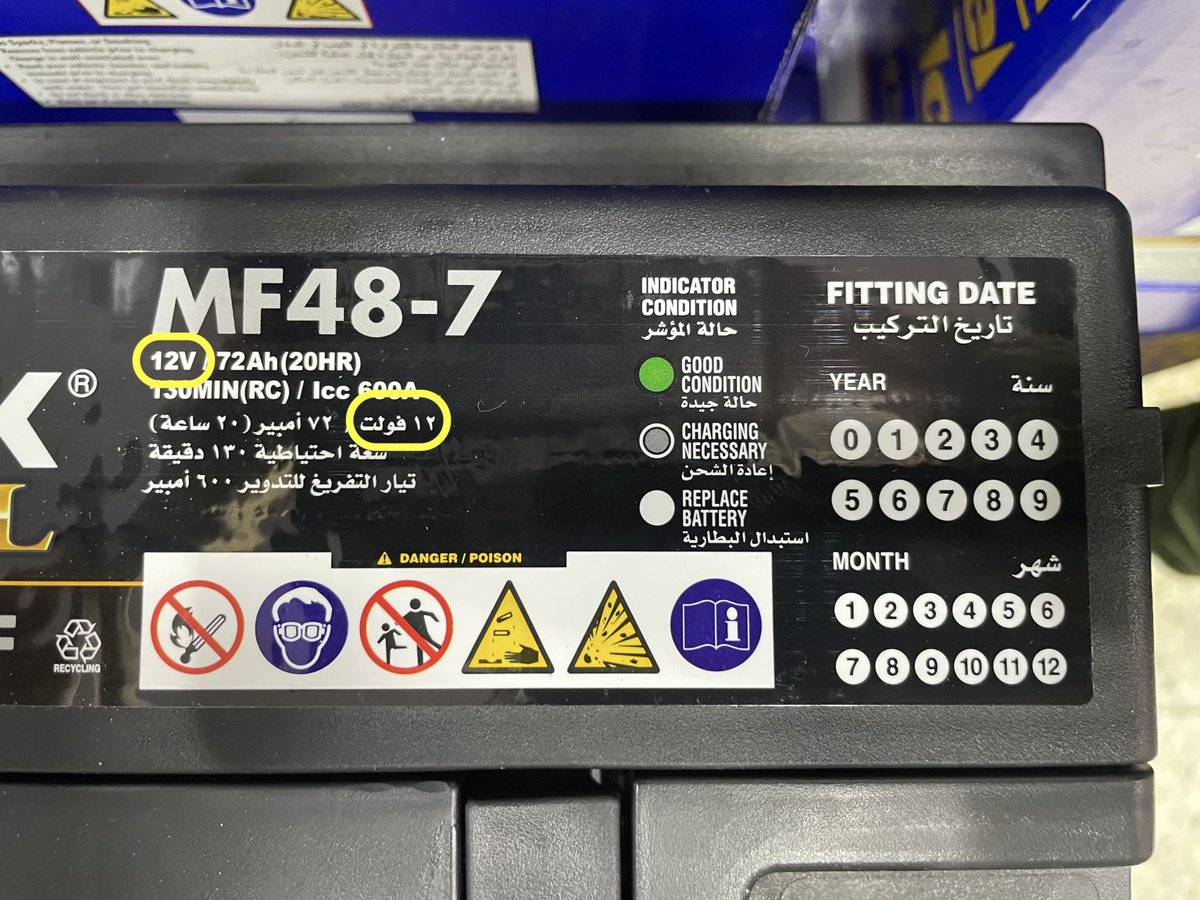 MF48-7
12V / 72Ah(20HR)
130MIN(RC) / Icc 600A
١٢ فولت / ٧٢ أمبير (٢٠ ساعة)
سعة احتياطية ١٣٠ دقيقة
تيار التفريغ للتدوير ٦٠٠ أمبير
K®
L
F
RECYCLING
DANGER / POISON
i
INDICATOR
CONDITION
حالة المؤشر
GOOD
CONDITION
حالة جيدة
CHARGING
NECESSARY
إعادة الشحن
REPLACE
BATTERY
استبدال البطارية
FITTING DATE
تاريخ التركيب
YEAR سنة
0 1 2 3 4
5 6 7 8 9
MONTH شهر
1 2 3 4 5 6
7 8 9 10 11 12